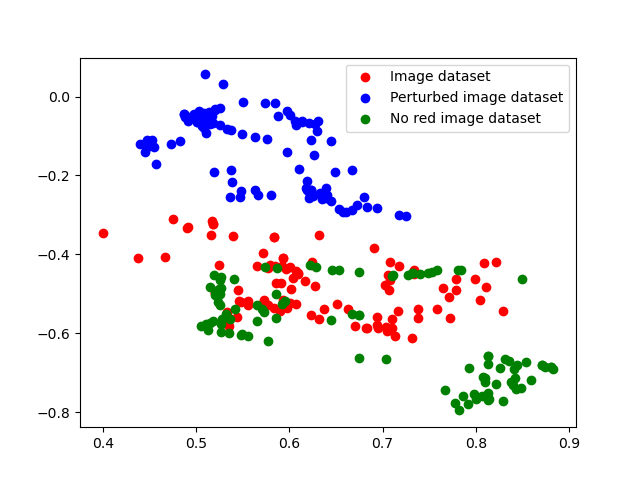 Image dataset
Perturbed image dataset
No red image dataset
0.0
−0.2
−0.4
−0.6
−0.8
0.4 0.5 0.6 0.7 0.8 0.9